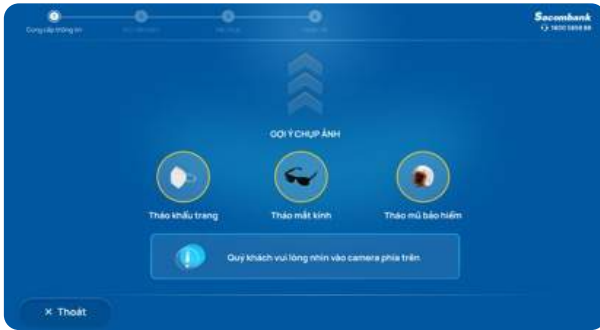 Sacombank
Cung cấp thông tin
1800 5858 88
GỢI Ý CHỤP ẢNH
Tháo khẩu trang
Tháo mắt kính
Tháo mũ bảo hiểm
Quý khách vui lòng nhìn vào camera phía trên
× Thoát